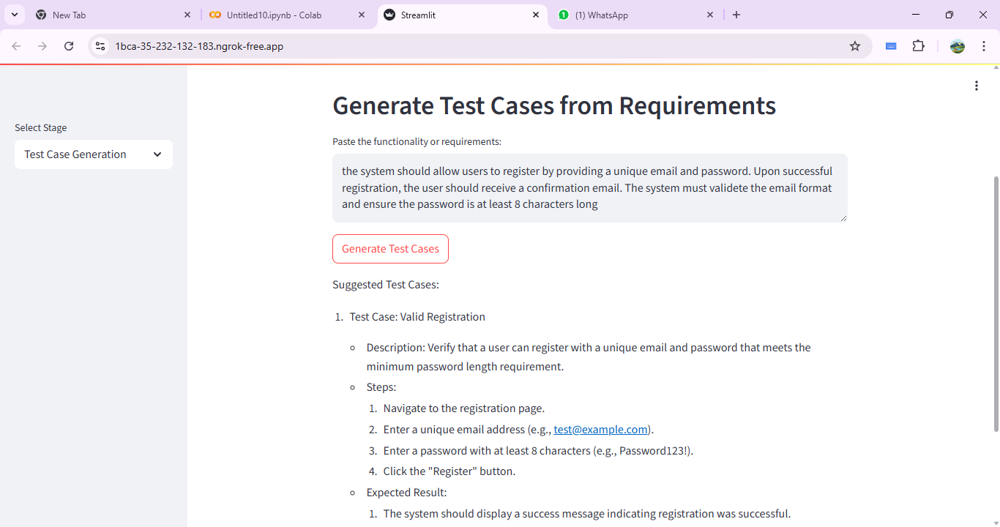 New Tab
Untitled10.ipynb - Colab
Streamlit
1
(1) WhatsApp
1bca-35-232-132-183.ngrok-free.app
Select Stage
Test Case Generation
Generate Test Cases from Requirements
Paste the functionality or requirements:
the system should allow users to register by providing a unique email and password. Upon successful
registration, the user should receive a confirmation email. The system must validete the email format
and ensure the password is at least 8 characters long
Generate Test Cases
Suggested Test Cases:
1. Test Case: Valid Registration
Description: Verify that a user can register with a unique email and password that meets the
minimum password length requirement.
Steps:
1. Navigate to the registration page.
2. Enter a unique email address (e.g., test@example.com).
3. Enter a password with at least 8 characters (e.g., Password123!).
4. Click the "Register" button.
Expected Result:
1. The system should display a success message indicating registration was successful.